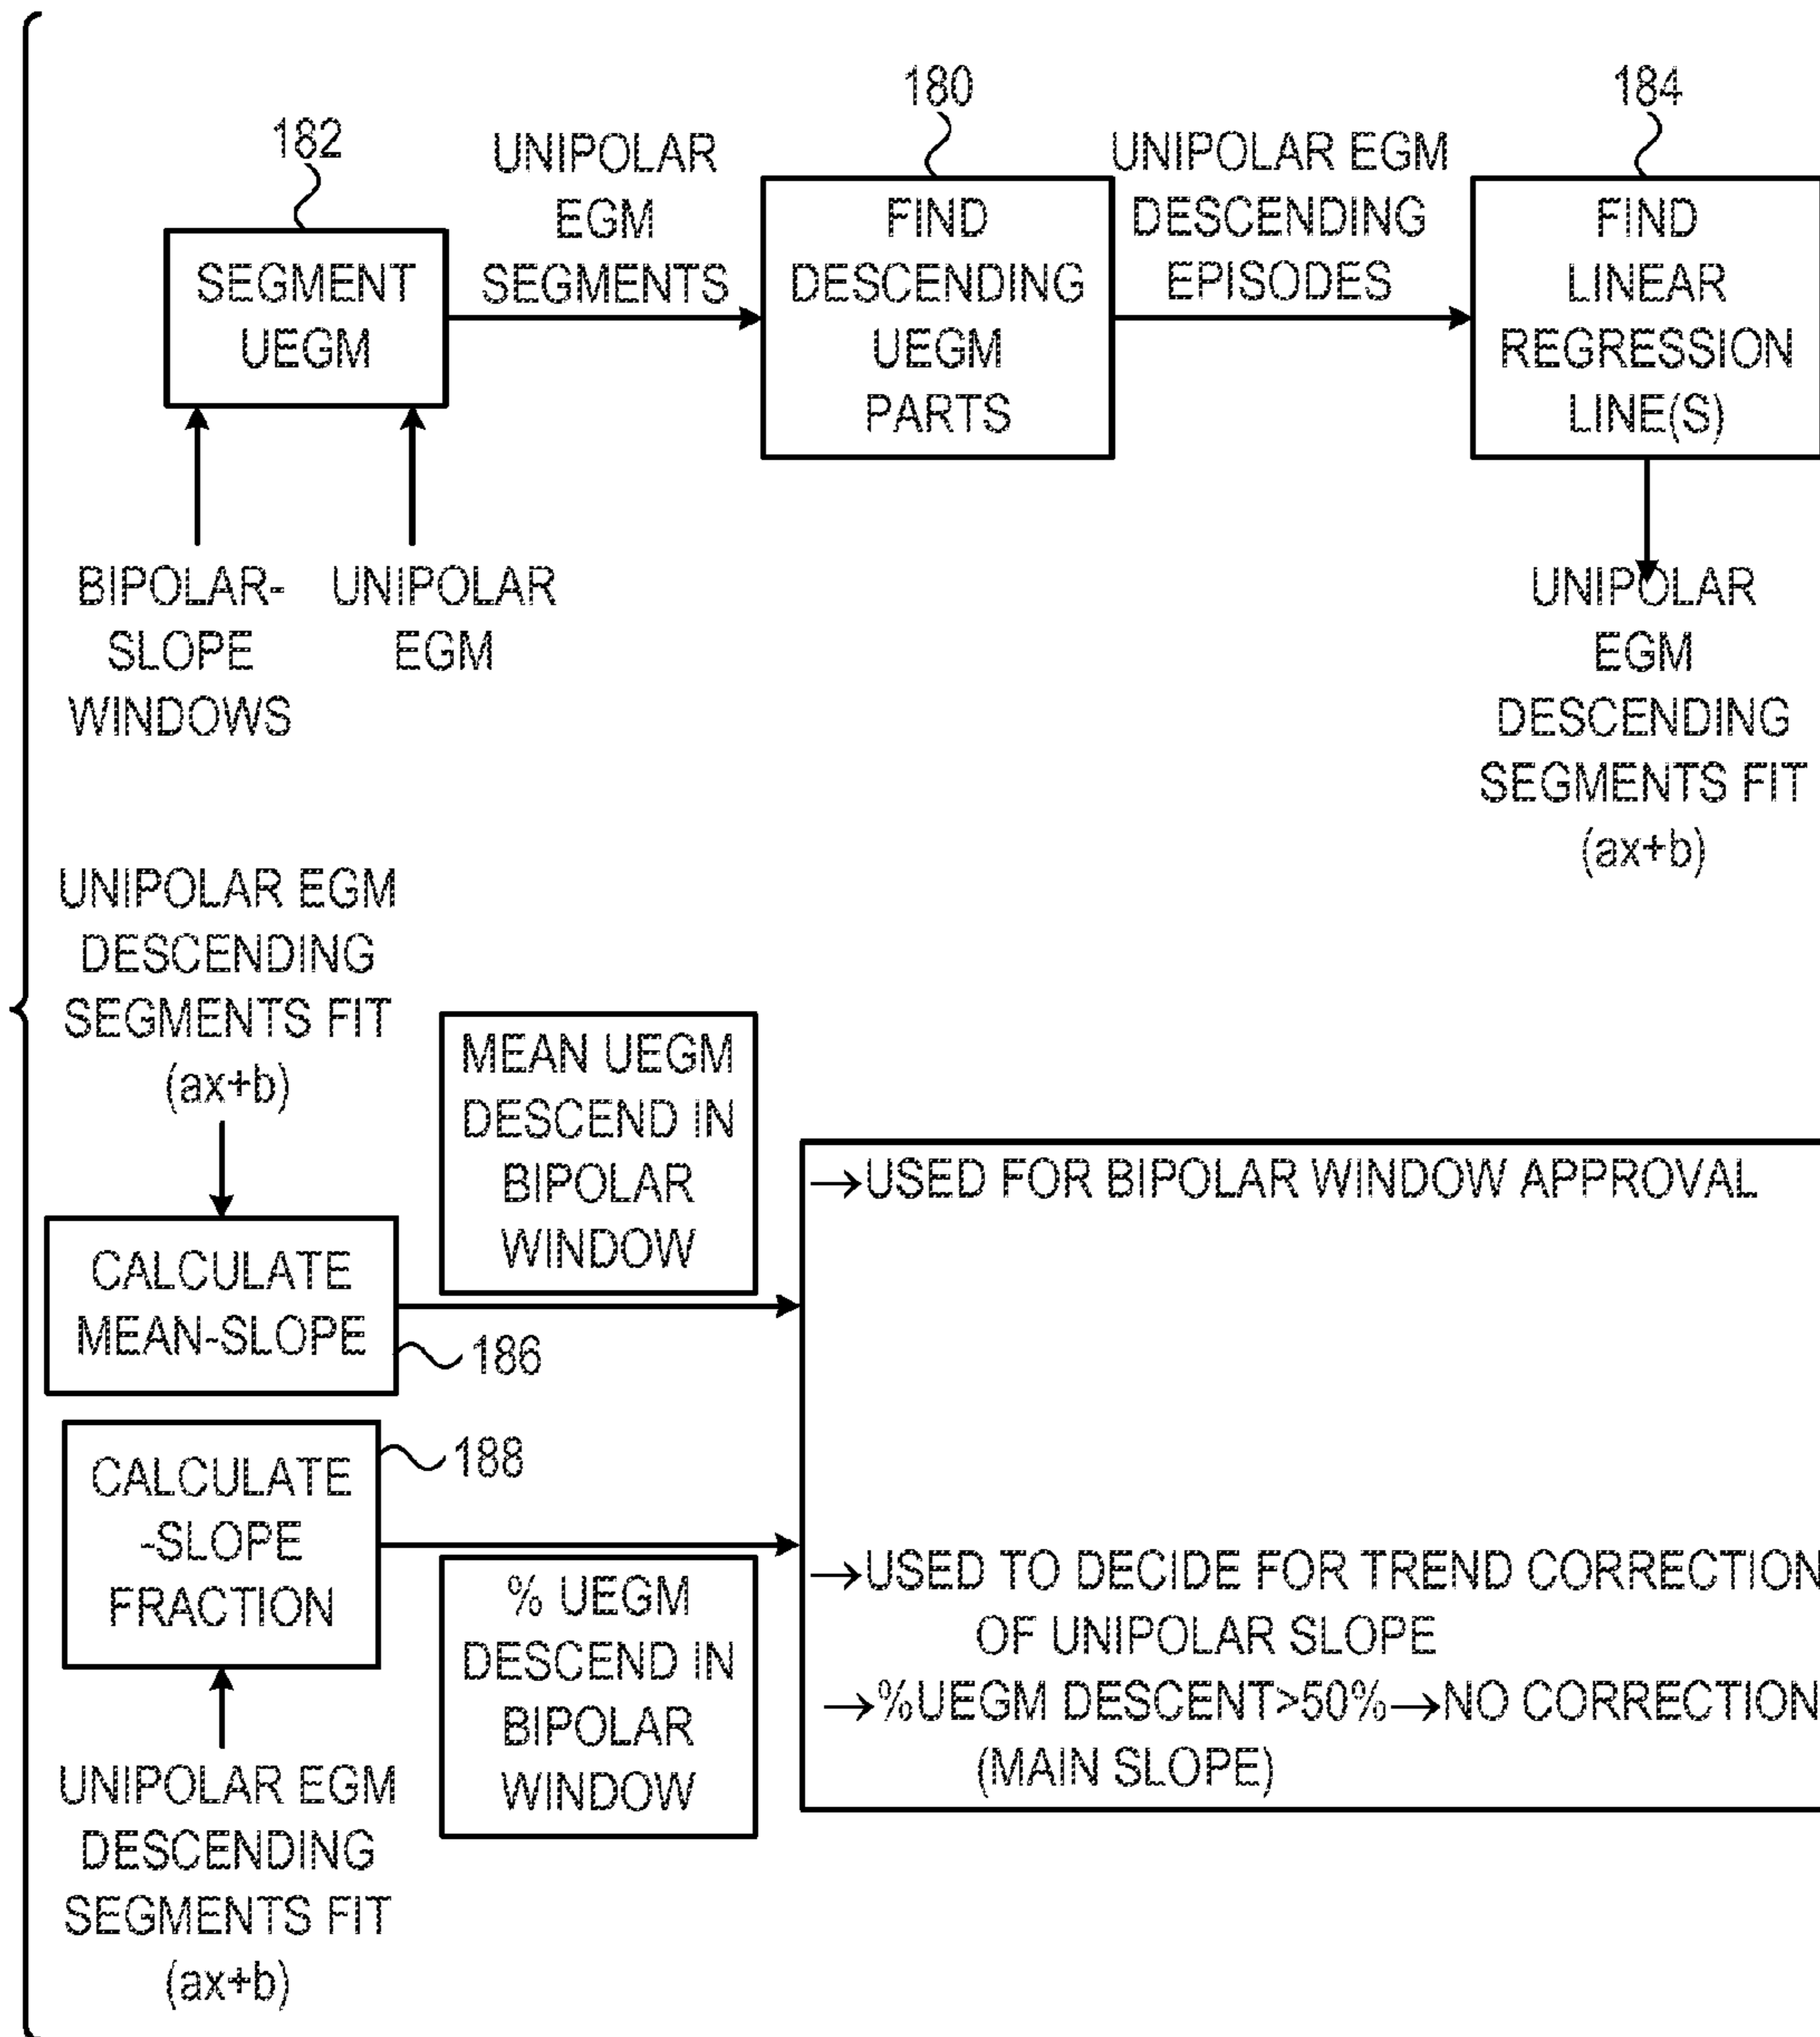 182
SEGMENT
UEGM
UNIPOLAR
EGM
SEGMENTS
180
FIND
DESCENDING
UEGM
PARTS
UNIPOLAR EGM
DESCENDING
EPISODES
184
FIND
LINEAR
REGRESSION
LINE(S)
BIPOLAR-
SLOPE
WINDOWS
UNIPOLAR
EGM
UNIPOLAR
EGM
DESCENDING
SEGMENTS FIT
(ax+b)
UNIPOLAR EGM
DESCENDING
SEGMENTS FIT
(ax+b)
CALCULATE
MEAN-SLOPE
186
MEAN UEGM
DESCEND IN
BIPOLAR
WINDOW
→USED FOR BIPOLAR WINDOW APPROVAL
CALCULATE
-SLOPE
FRACTION
188
% UEGM
DESCEND IN
BIPOLAR
WINDOW
→USED TO DECIDE FOR TREND CORRECTION
OF UNIPOLAR SLOPE
→%UEGM DESCENT>50%→NO CORRECTION
(MAIN SLOPE)
UNIPOLAR EGM
DESCENDING
SEGMENTS FIT
(ax+b)